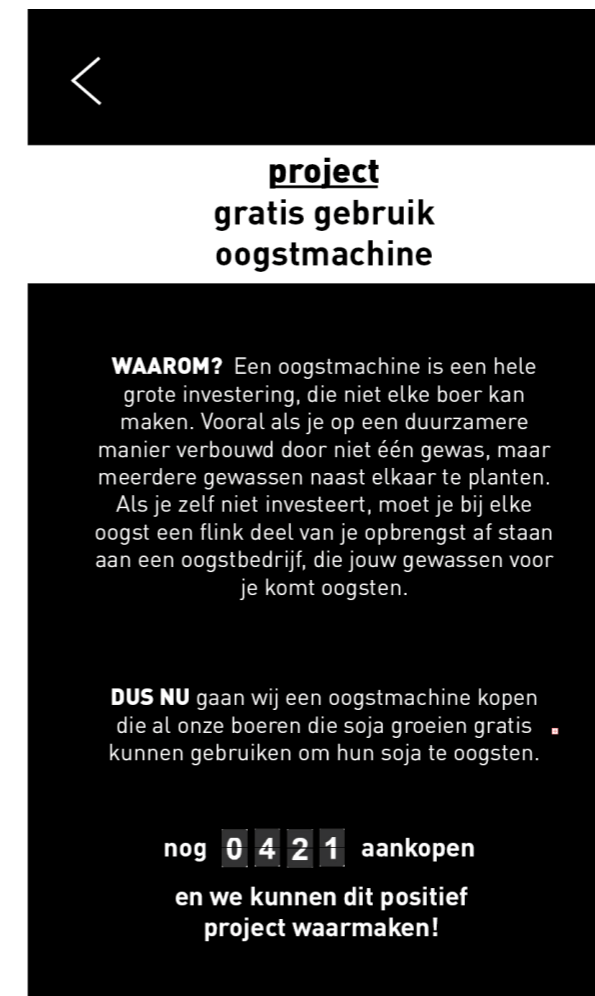 project
gratis gebruik
oogstmachine
WAAROM? Een oogstmachine is een hele
grote investering, die niet elke boer kan
maken. Vooral als je op een duurzamere
manier verbouwd door niet één gewas, maar
meerdere gewassen naast elkaar te planten.
Als je zelf niet investeert, moet je bij elke
oogst een flink deel van je opbrengst af staan
aan een oogstbedrijf, die jouw gewassen voor
je komt oogsten.
DUS NU gaan wij een oogstmachine kopen
die al onze boeren die soja groeien gratis
kunnen gebruiken om hun soja te oogsten.
nog 0421 aankopen
en we kunnen dit positief
project waarmaken!